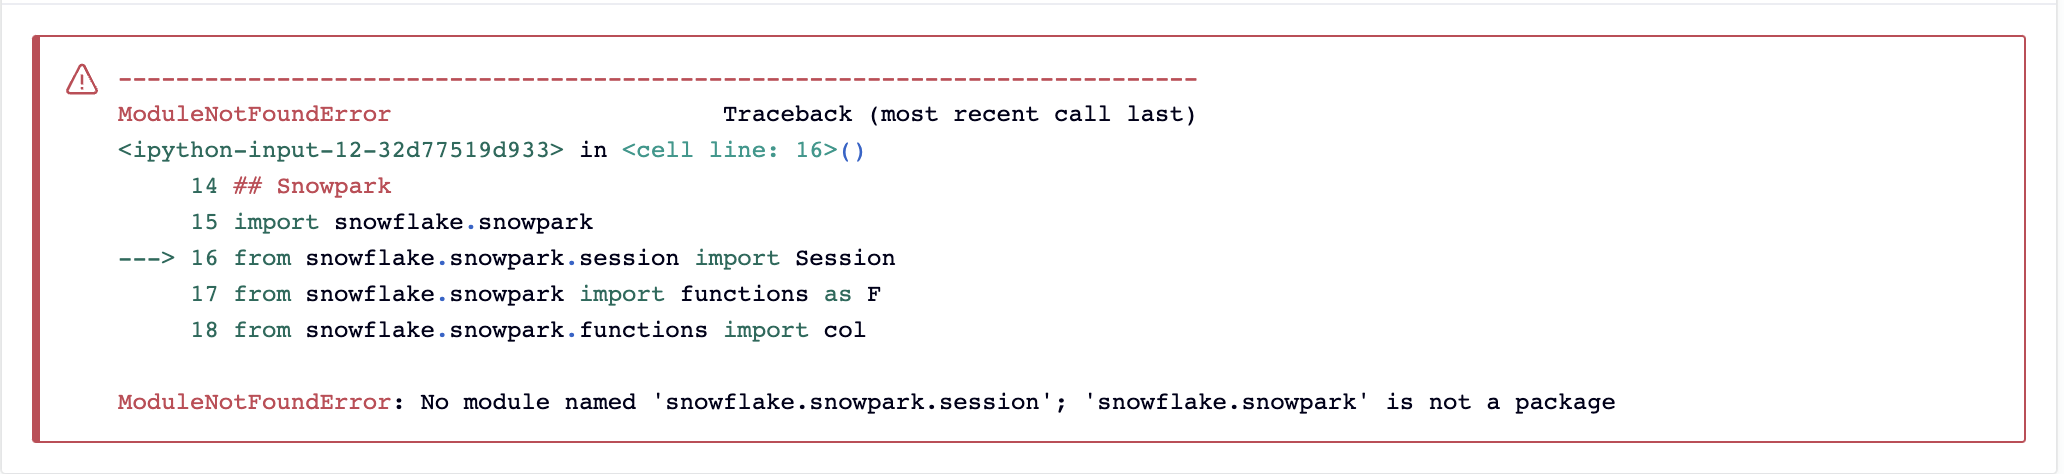 ---------------------------------------------------------------------------
ModuleNotFoundError                       Traceback (most recent call last)
<ipython-input-12-32d77519d933> in <cell line: 16>()
     14 ## Snowpark
     15 import snowflake.snowpark
---> 16 from snowflake.snowpark.session import Session
     17 from snowflake.snowpark import functions as F
     18 from snowflake.snowpark.functions import col
ModuleNotFoundError: No module named 'snowflake.snowpark.session'; 'snowflake.snowpark' is not a package